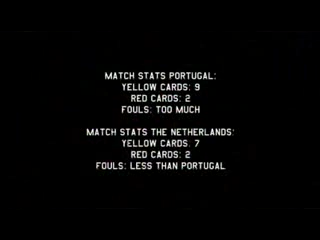 MATCH STATS PORTUGAL:
YELLOW CARDS: 9
RED CARDS: 2
FOULS: TOO MUCH
MATCH STATS THE NETHERLANDS:
YELLOW CARDS: 7
RED CARDS: 2
FOULS: LESS THAN PORTUGAL